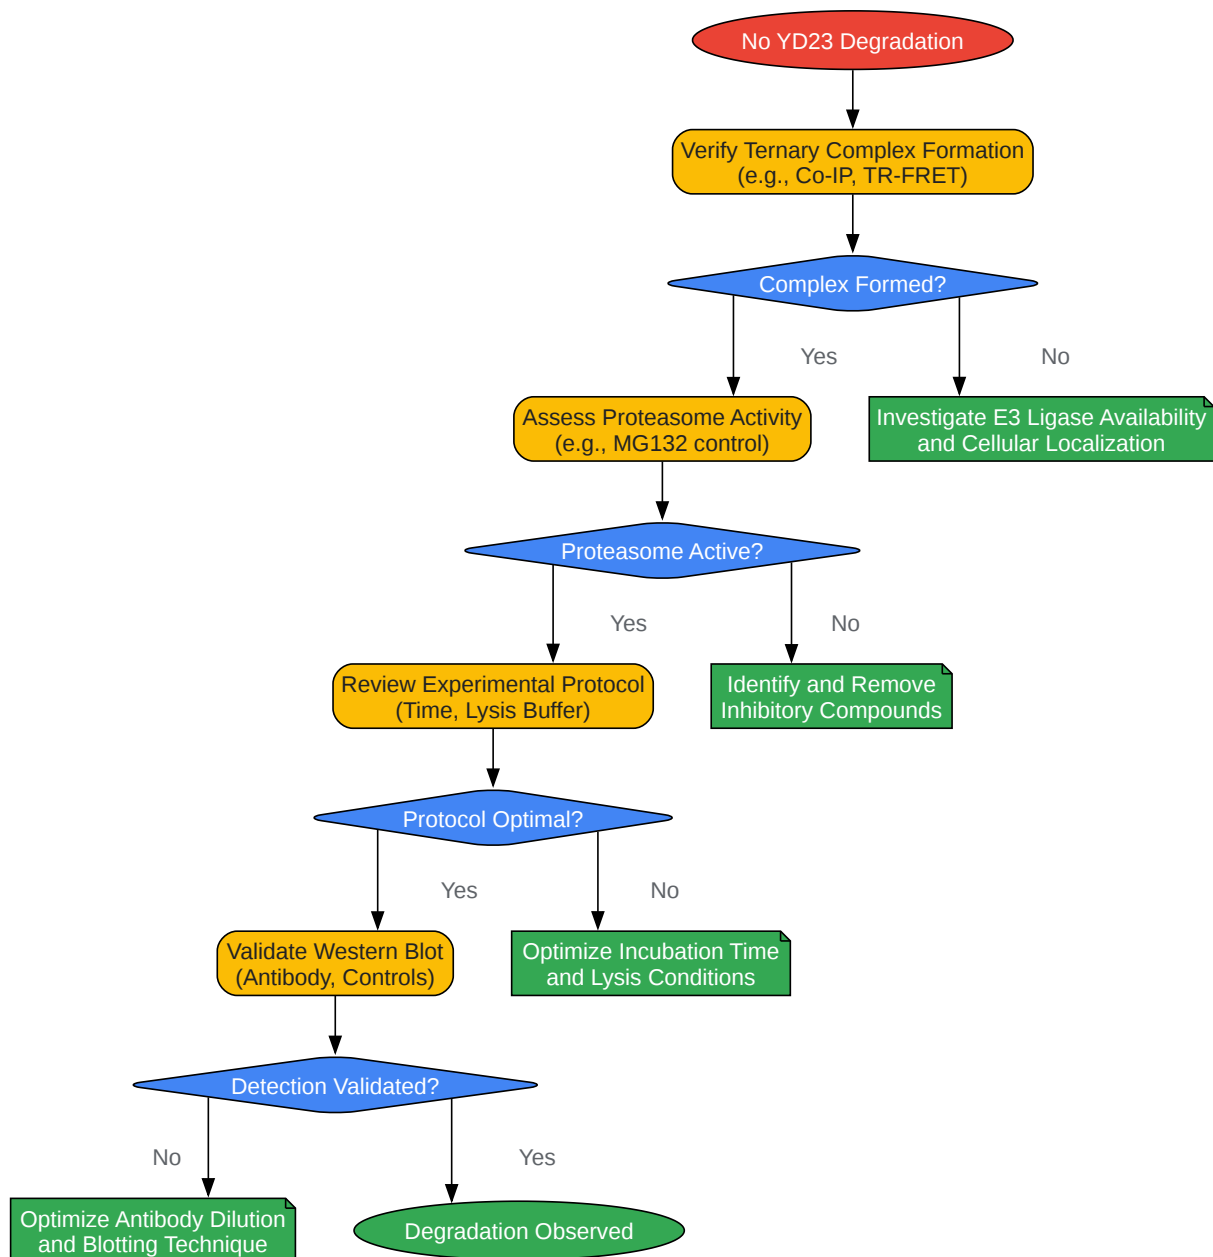 No YD23 Degradation
Verify Ternary Complex Formation
(e.g., Co-IP, TR-FRET)
Complex Formed?
Yes
No
Assess Proteasome Activity
(e.g., MG132 control)
Investigate E3 Ligase Availability
and Cellular Localization
Proteasome Active?
Yes
No
Review Experimental Protocol
(Time, Lysis Buffer)
Identify and Remove
Inhibitory Compounds
Protocol Optimal?
Yes
No
Validate Western Blot
(Antibody, Controls)
Optimize Incubation Time
and Lysis Conditions
Detection Validated?
No
Yes
Optimize Antibody Dilution
and Blotting Technique
Degradation Observed